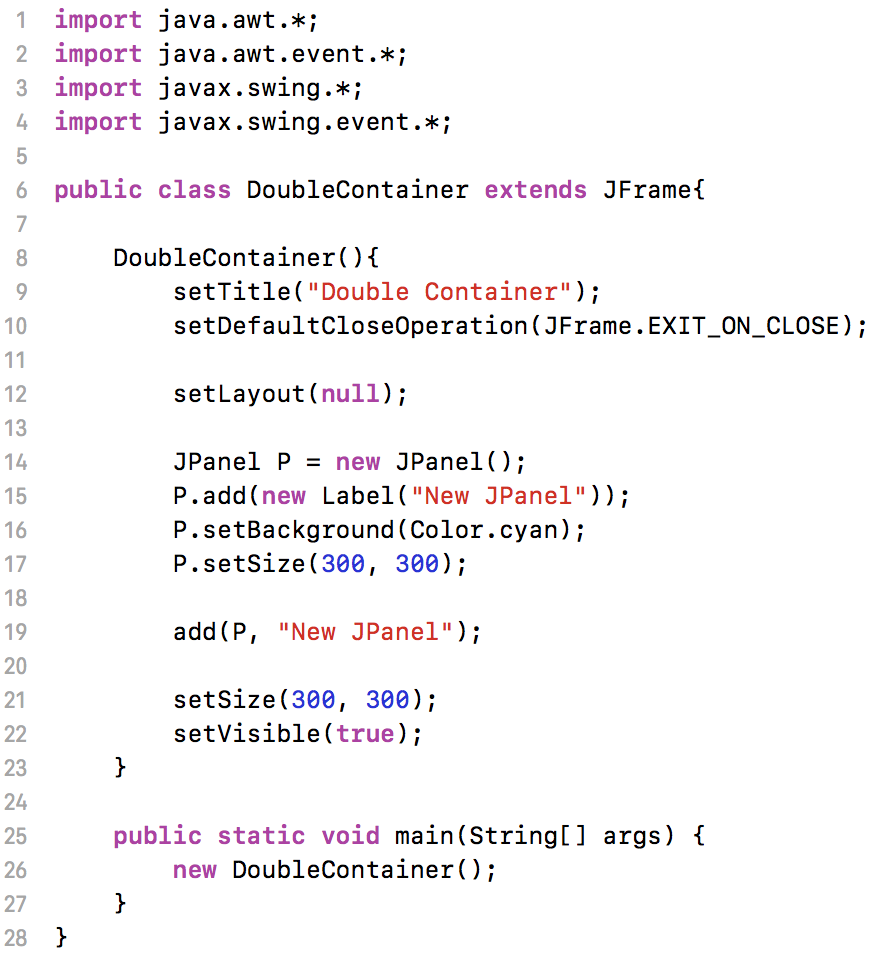 1 import java.awt.*;
2 import java.awt.event.*;
3 import javax.swing.*;
4 import javax.swing.event.*;
5
6 public class DoubleContainer extends JFrame{
7
8     DoubleContainer(){
9         setTitle("Double Container");
10         setDefaultCloseOperation(JFrame.EXIT_ON_CLOSE);
11
12         setLayout(null);
13
14         JPanel P = new JPanel();
15         P.add(new Label("New JPanel"));
16         P.setBackground(Color.cyan);
17         P.setSize(300, 300);
18
19         add(P, "New JPanel");
20
21         setSize(300, 300);
22         setVisible(true);
23     }
24
25     public static void main(String[] args) {
26         new DoubleContainer();
27     }
28 }